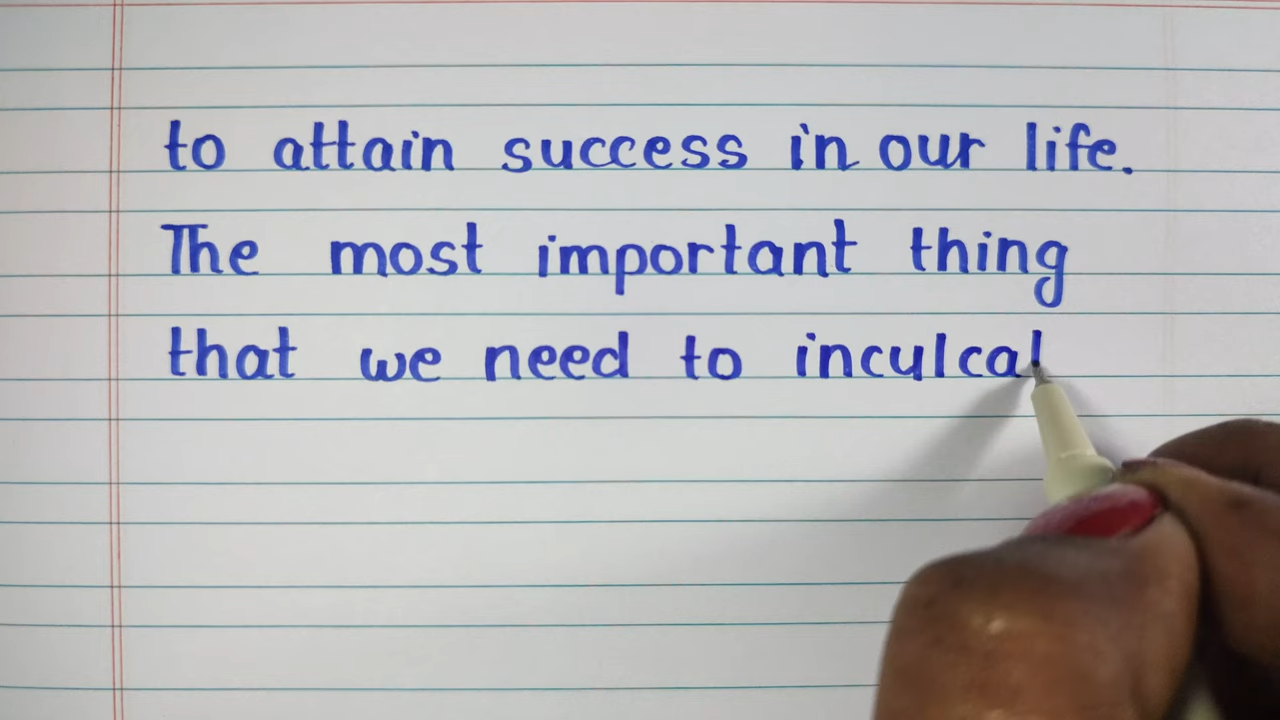 to attain success in our life.
The most important thing
that we need to inculcal